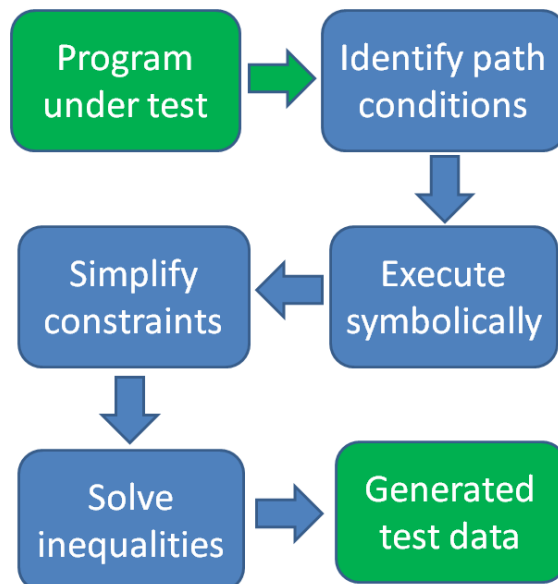 Program
under test
Identify path
conditions
Simplify
constraints
Execute
symbolically
Solve
inequalities
Generated
test data